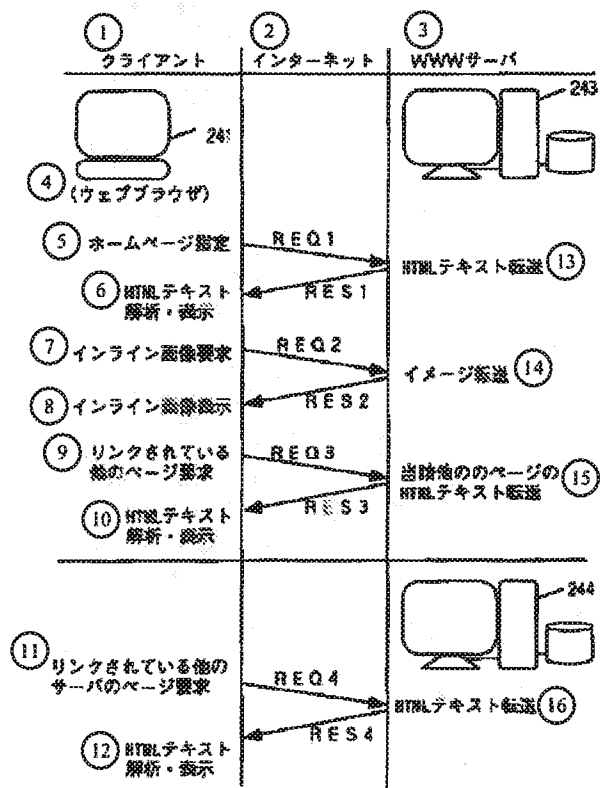 1 2 3
クライアント インターネット WWWサーバ
241 243
4
(ウェブブラウザ)
5 ホームページ指定 REQ1
HTMLテキスト転送 13
6 HTMLテキスト RES1
解析・表示
7 インライン画像要求 REQ2
イメージ転送 14
8 インライン画像表示 RES2
9 リンクされている REQ3
他のページ要求
当該他ののページの 15
HTMLテキスト転送
10 HTMLテキスト RES3
解析・表示
244
11
リンクされている他の REQ4
サーバのページ要求
HTMLテキスト転送 16
12 HTMLテキスト RES4
解析・表示